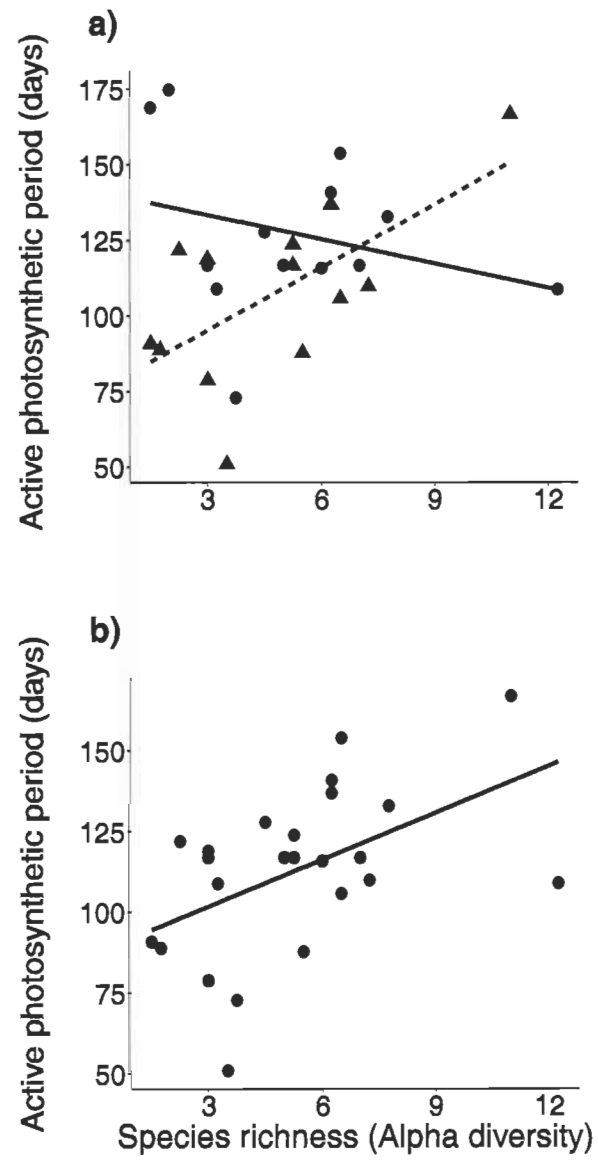 a)
Active photosynthetic period (days)
175
150
125
100
75
50
3 6 9 12
b)
Active photosynthetic period (days)
150
125
100
75
50
3 6 9 12
Species richness (Alpha diversity)